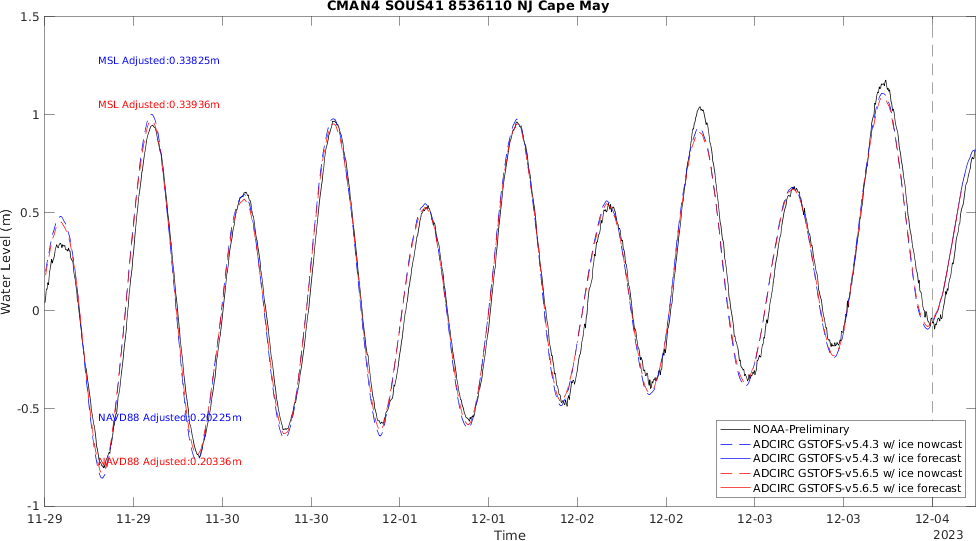 CMAN4 SOUS41 8536110 NJ Cape May
1.5
MSL Adjusted:0.33825m
MSL Adjusted:0.33936m
1
0.5
Water Level (m)
0
-0.5
NAVD88 Adjusted:0.20225m
NAVD88 Adjusted:0.20336m
NOAA-Preliminary
ADCIRC GSTOFS-v5.4.3 w/ ice nowcast
ADCIRC GSTOFS-v5.4.3 w/ ice forecast
ADCIRC GSTOFS-v5.6.5 w/ ice nowcast
ADCIRC GSTOFS-v5.6.5 w/ ice forecast
-1
11-29 11-29 11-30 11-30 12-01 12-01 12-02 12-02 12-03 12-03 12-04
Time
2023